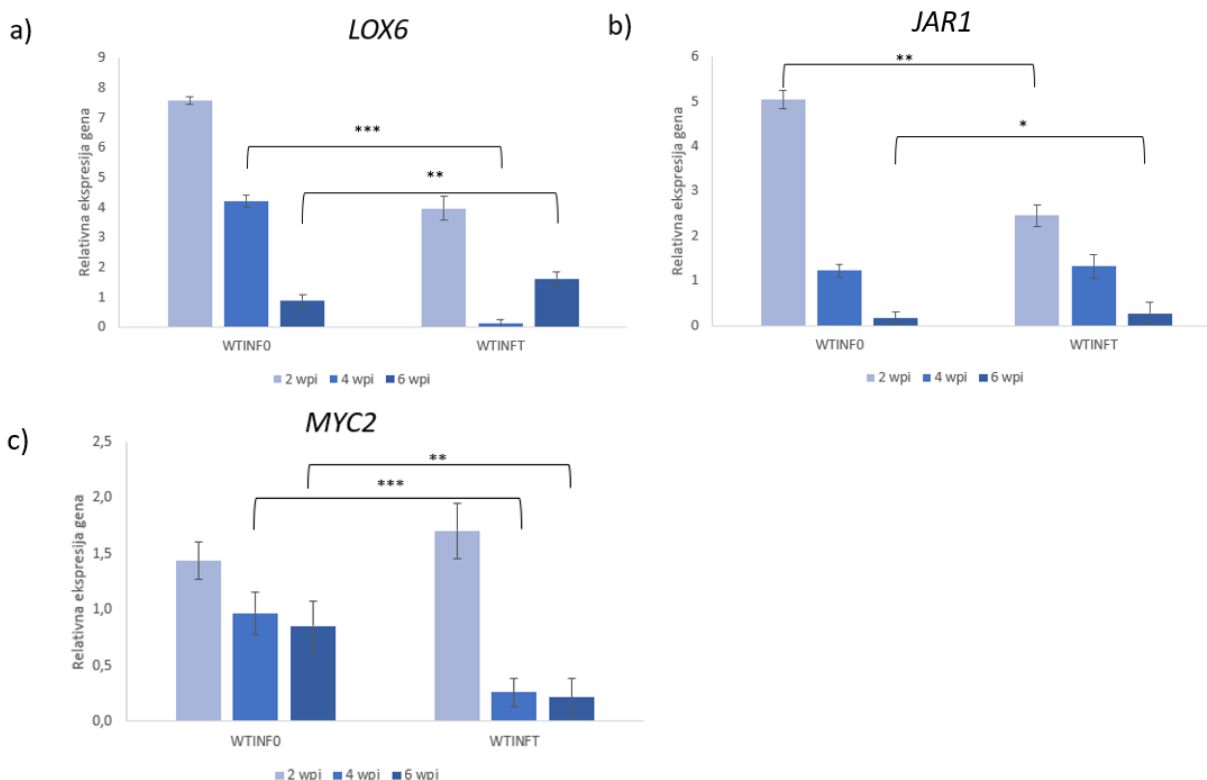 a)
LOX6
9
8
7
6
5
4
3
2
1
0
Relativna ekspresija gena
***
**
WTINF0
WTINFT
2 wpi 4 wpi 6 wpi
b)
JAR1
6
5
4
3
2
1
0
Relativna ekspresija gena
**
*
WTINF0
WTINFT
2 wpi 4 wpi 6 wpi
c)
MYC2
2,5
2,0
1,5
1,0
0,5
0,0
Relativna ekspresija gena
**
***
WTINF0
WTINFT
2 wpi 4 wpi 6 wpi